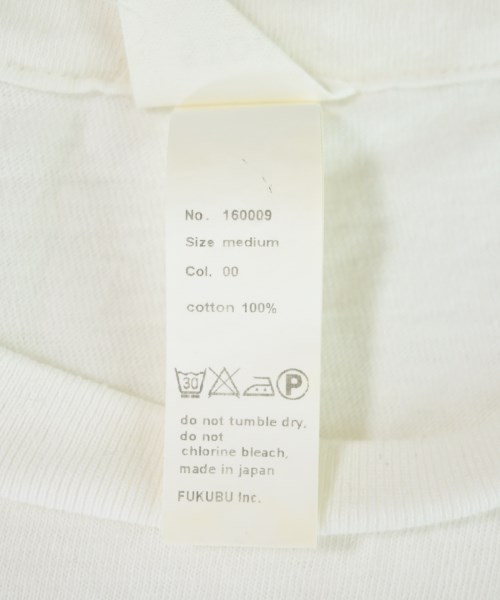 No. 160009
Size medium
Col. 00
cotton 100%
30 P
do not tumble dry,
do not
chlorine bleach,
made in japan
FUKUBU Inc.